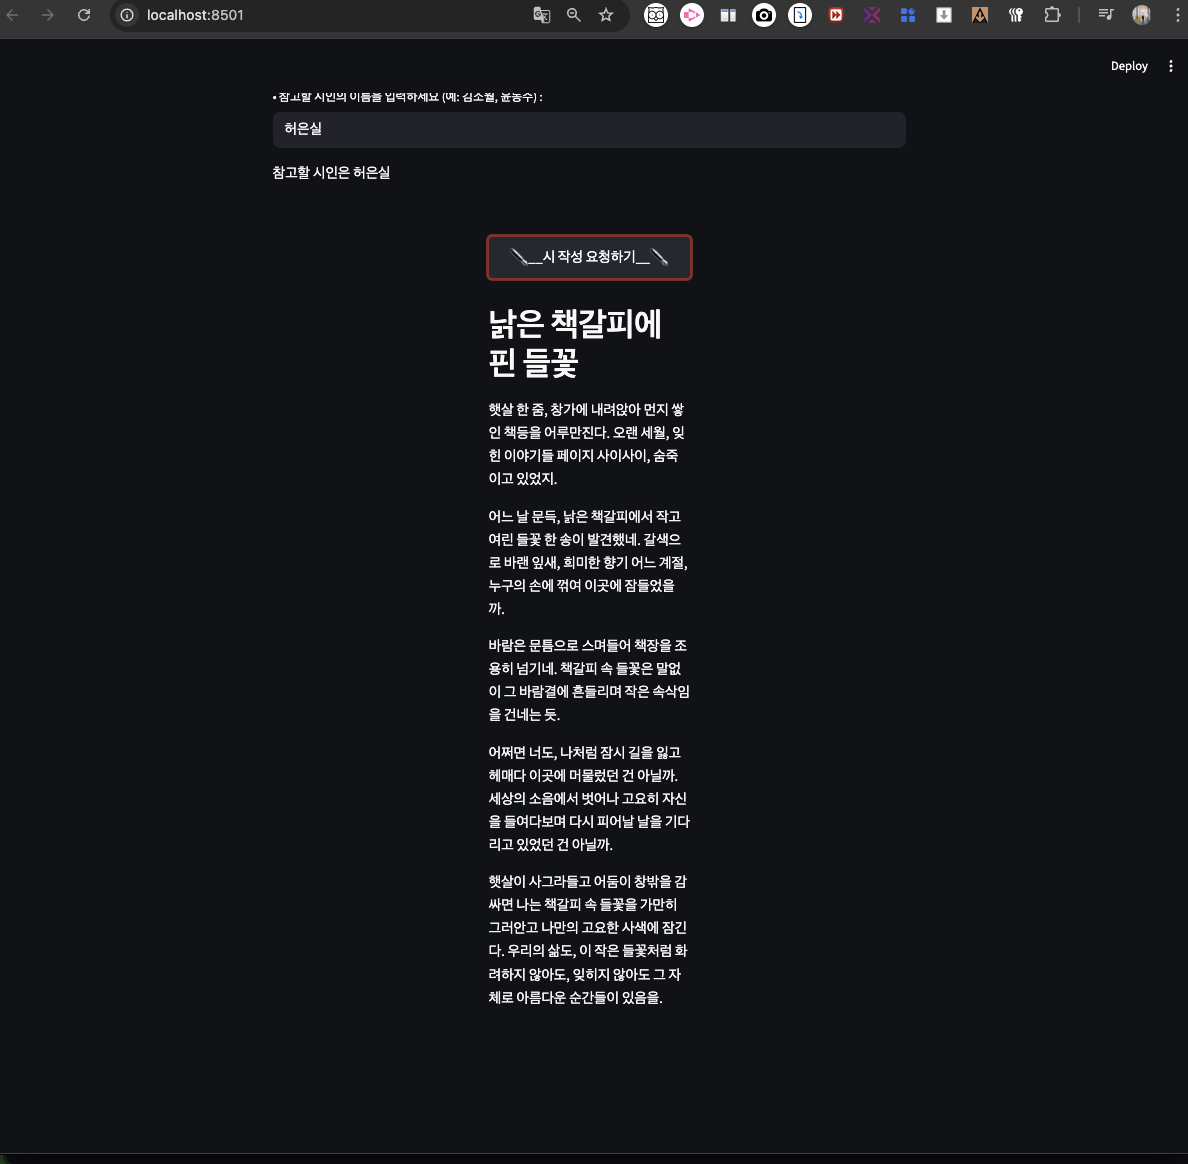 localhost:8501
Deploy
• 참고할 시인의 이름을 입력하세요 (예: 김소월, 윤동주) :
허은실
참고할 시인은 허은실
__시 작성 요청하기__
낡은 책갈피에
핀 들꽃
햇살 한 줌, 창가에 내려앉아 먼지 쌓
인 책등을 어루만진다. 오랜 세월, 잊
힌 이야기들 페이지 사이사이, 숨죽
이고 있었지.
어느 날 문득, 낡은 책갈피에서 작고
여린 들꽃 한 송이 발견했네. 갈색으
로 바랜 잎새, 희미한 향기 어느 계절,
누구의 손에 꺾여 이곳에 잠들었을
까.
바람은 문틈으로 스며들어 책장을 조
용히 넘기네. 책갈피 속 들꽃은 말없
이 그 바람결에 흔들리며 작은 속삭임
을 건네는 듯.
어쩌면 너도, 나처럼 잠시 길을 잃고
헤매다 이곳에 머물렀던 건 아닐까.
세상의 소음에서 벗어나 고요히 자신
을 들여다보며 다시 피어날 날을 기다
리고 있었던 건 아닐까.
햇살이 사그라들고 어둠이 창밖을 감
싸면 나는 책갈피 속 들꽃을 가만히
그러안고 나만의 고요한 사색에 잠긴
다. 우리의 삶도, 이 작은 들꽃처럼 화
려하지 않아도, 잊히지 않아도 그 자
체로 아름다운 순간들이 있음을.